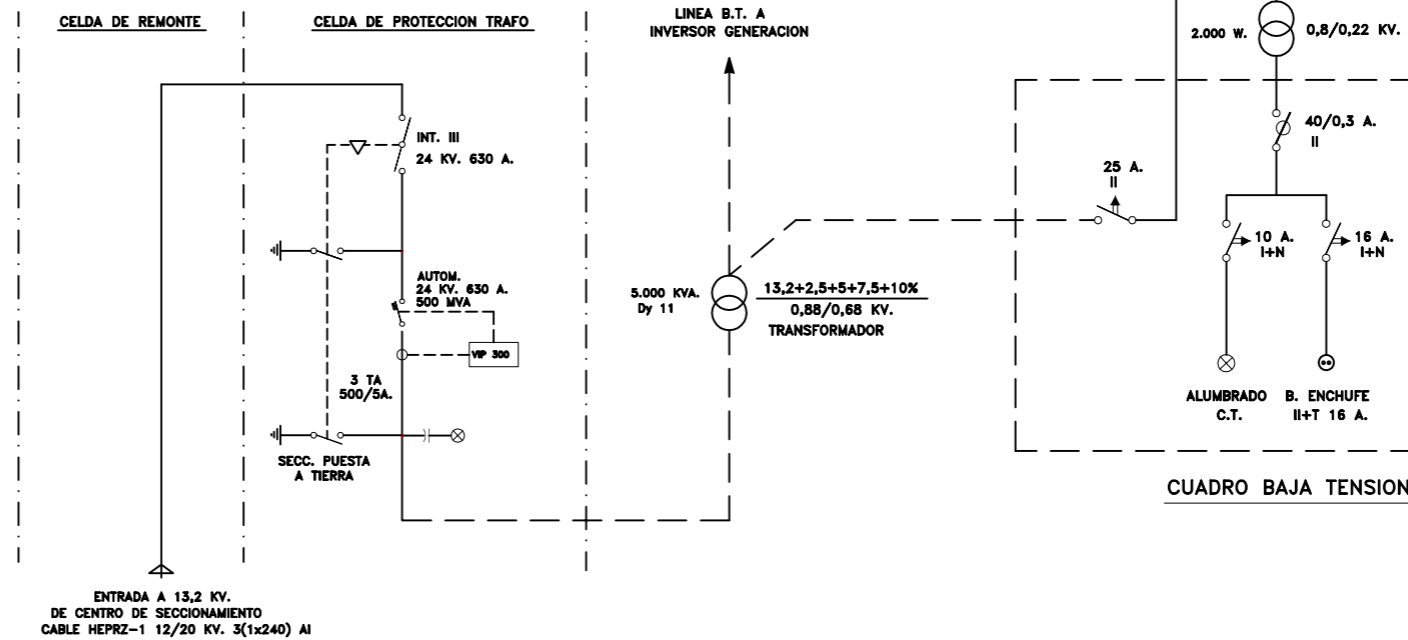 CELDA DE REMONTE
CELDA DE PROTECCION TRAFO
LINEA B.T. A
INVERSOR GENERACION
2.000 W.
0,8/0,22 KV.
INT. III
24 KV. 630 A.
40/0,3 A.
II
25 A.
II
10 A.
I+N
16 A.
I+N
AUTOM.
24 KV. 630 A.
500 MVA
VIP 300
3 TA
500/5A.
5.000 KVA.
Dy 11
13,2+2,5+5+7,5+10%
0,88/0,68 KV.
TRANSFORMADOR
ALUMBRADO
C.T.
B. ENCHUFE
II+T 16 A.
SECC. PUESTA
A TIERRA
CUADRO BAJA TENSION
ENTRADA A 13,2 KV.
DE CENTRO DE SECCIONAMIENTO
CABLE HEPRZ-1 12/20 KV. 3(1x240) Al